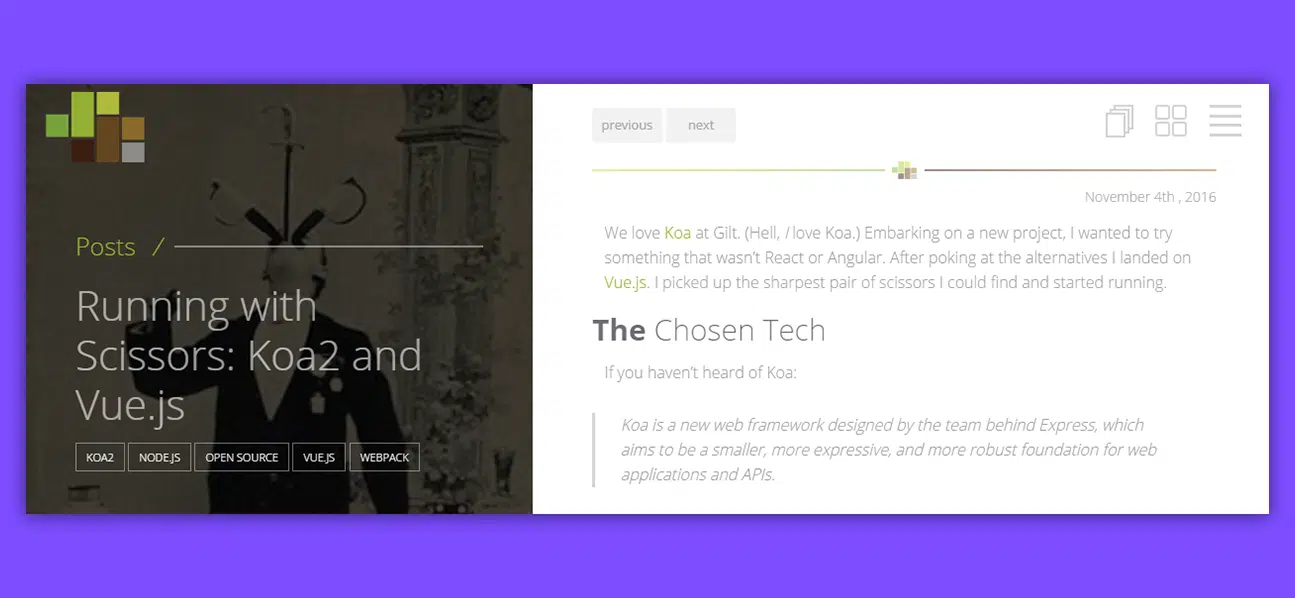 Posts /
Running with
Scissors: Koa2 and
Vue.js
KOA2 NODE.JS OPEN SOURCE VUE.JS WEBPACK
previous next
November 4th , 2016
We love Koa at Gilt. (Hell, I love Koa.) Embarking on a new project, I wanted to try
something that wasn’t React or Angular. After poking at the alternatives I landed on
Vue.js. I picked up the sharpest pair of scissors I could find and started running.
The Chosen Tech
If you haven’t heard of Koa:
Koa is a new web framework designed by the team behind Express, which
aims to be a smaller, more expressive, and more robust foundation for web
applications and APIs.